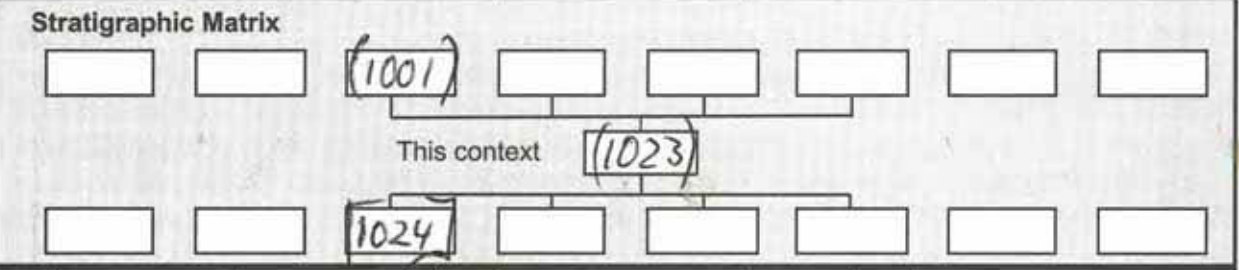 Stratigraphic Matrix
(1001)
This context (1023)
[1024]